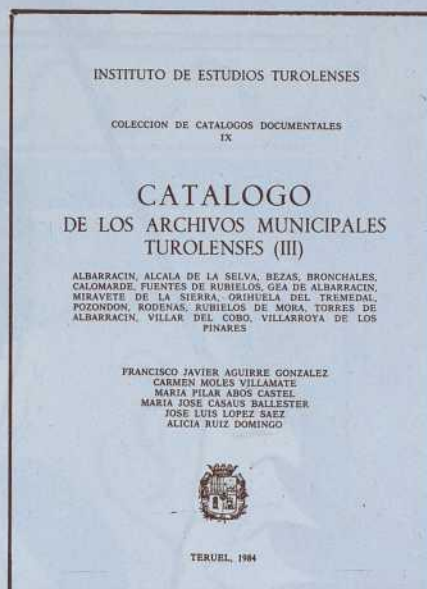 INSTITUTO DE ESTUDIOS TUROLENSES
COLECCION DE CATALOGOS DOCUMENTALES
IX
CATALOGO
DE LOS ARCHIVOS MUNICIPALES
TUROLENSES (III)
ALBARRACIN, ALCALA DE LA SELVA, BEZAS, BRONCHALES,
CALOMARDE, FUENTES DE RUBIELOS, GEA DE ALBARRACIN,
MIRAVETE DE LA SIERRA, ORIHUELA DEL TREMEDAL,
POZONDON, RODENAS, RUBIELOS DE MORA, TORRES DE
ALBARRACIN, VILLAR DEL COBO, VILLARROYA DE LOS
PINARES
FRANCISCO JAVIER AGUIRRE GONZALEZ
CARMEN MOLES VILLAMATE
MARIA PILAR ABOS CASTEL
MARIA JOSE CASAUS BALLESTER
JOSE LUIS LOPEZ SAEZ
ALICIA RUIZ DOMINGO
TERUEL, 1984